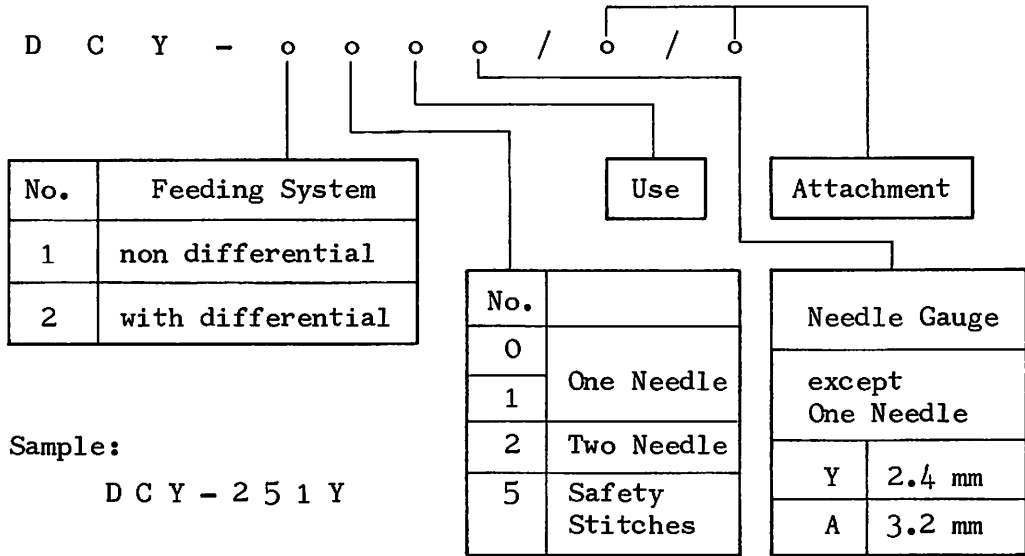 D C Y - o o o o / o / o
No. Feeding System
1 non differential
2 with differential
Use
Attachment
No.
0
1
One Needle
2 Two Needle
5 Safety
Stitches
Needle Gauge
except
One Needle
Y 2.4 mm
A 3.2 mm
Sample:
D C Y - 2 5 1 Y